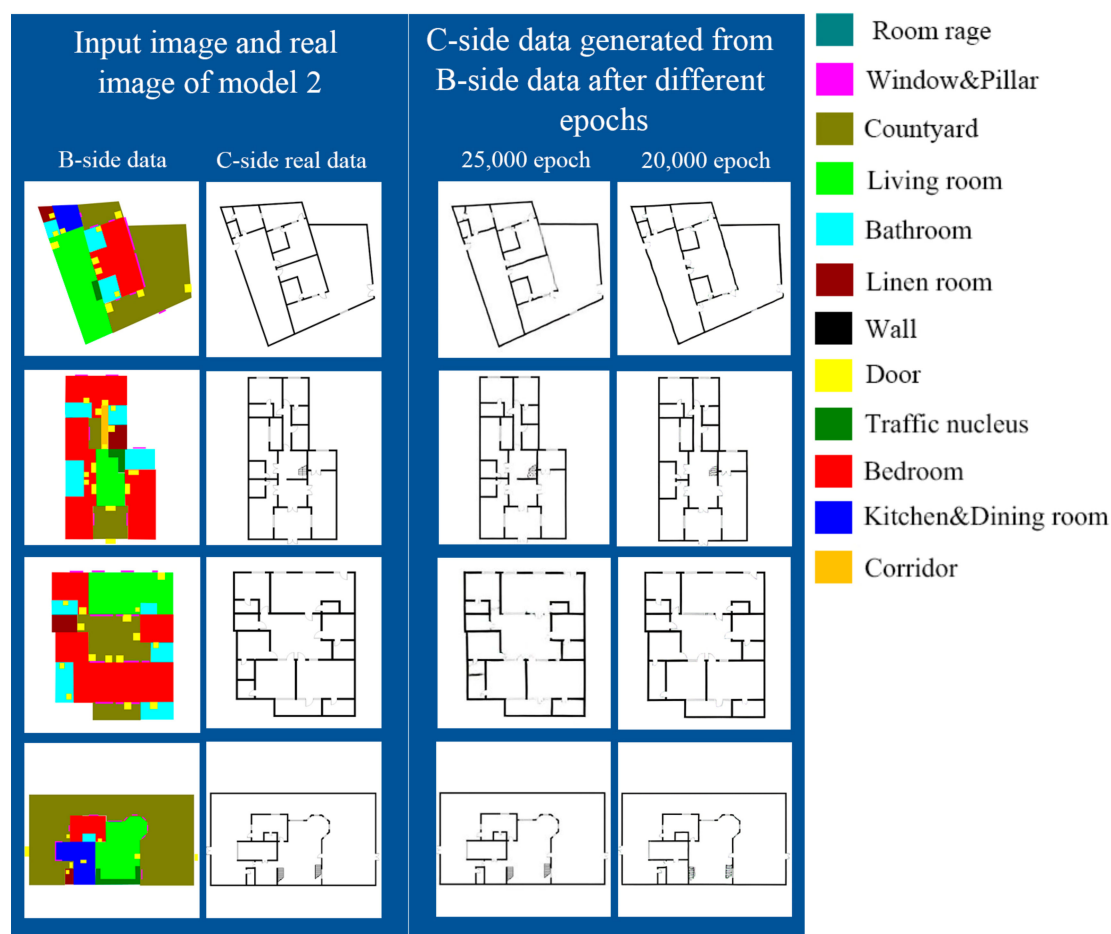 Input image and real
image of model 2
C-side data generated from
B-side data after different
epochs
B-side data
C-side real data
25,000 epoch
20,000 epoch
Room rage
Window&Pillar
Countyard
Living room
Bathroom
Linen room
Wall
Door
Traffic nucleus
Bedroom
Kitchen&Dining room
Corridor